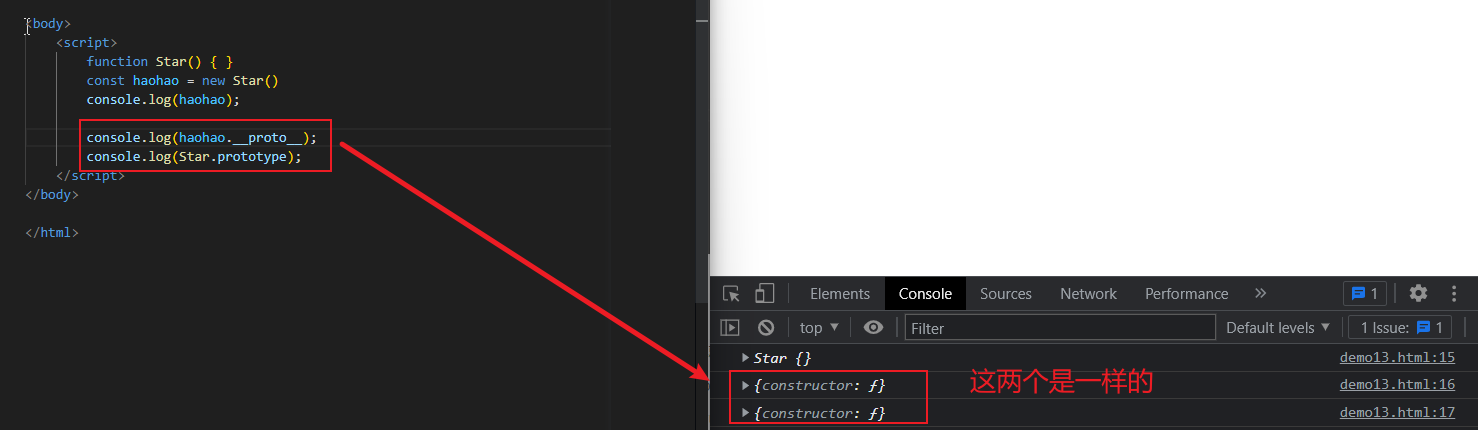 <body>
<script>
function Star() { }
const haohao = new Star()
console.log(haohao);
console.log(haohao.__proto__);
console.log(Star.prototype);
</script>
</body>
</html>
Elements Console Sources Network Performance » 1
top ▼ Filter Default levels ▼ 1 Issue: 1
▶ Star {} demo13.html:15
▶ {constructor: ƒ} demo13.html:16
这两个是一样的
▶ {constructor: ƒ} demo13.html:17